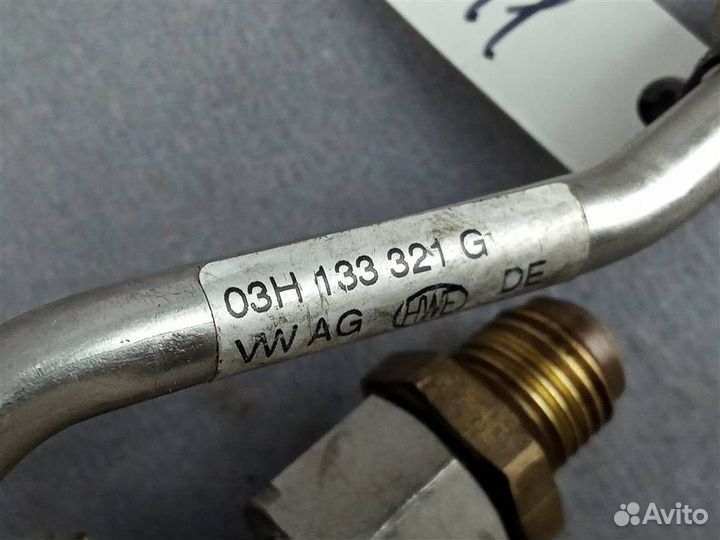 03H 133 321 G
VW AG HWE DE
Avito